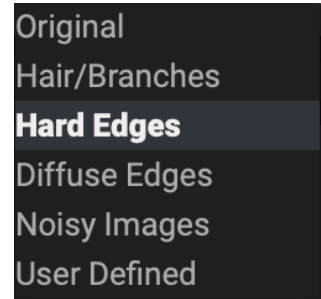 Original
Hair/Branches
Hard Edges
Diffuse Edges
Noisy Images
User Defined